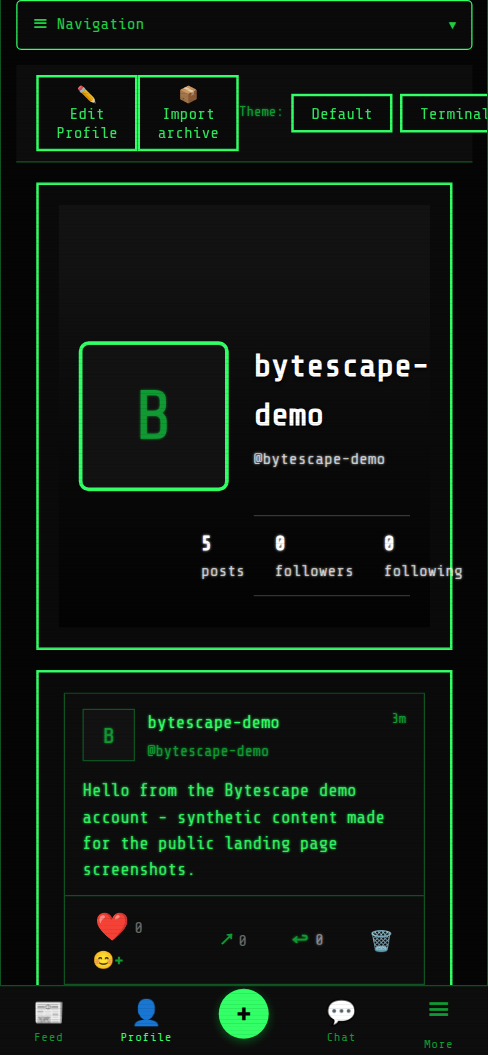 ≡ Navigation ▼
✏️ Edit Profile
📦 Import archive
Theme:
Default
Terminal
B
bytescape-
demo
@bytescape-demo
5 0 0
posts followers following
B
bytescape-demo 3m
@bytescape-demo
Hello from the Bytescape demo
account - synthetic content made
for the public landing page
screenshots.
❤️ 0 ↗ 0 ↩ 0 🗑️
😊+
+
Feed Profile Chat More